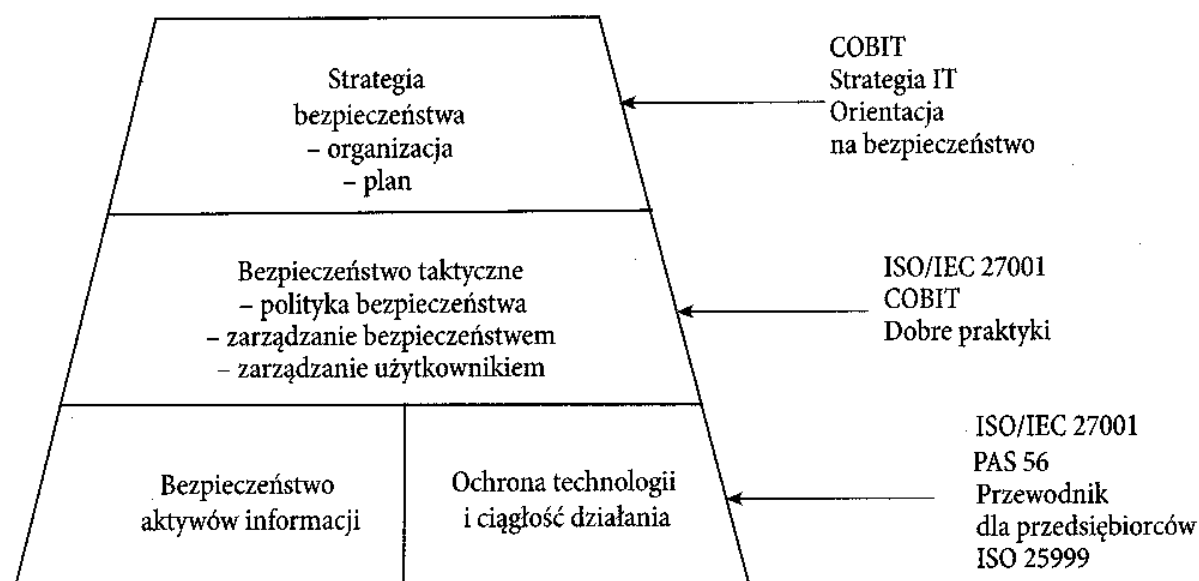 Strategia
bezpieczeństwa
– organizacja
– plan
COBIT
Strategia IT
Orientacja
na bezpieczeństwo
Bezpieczeństwo taktyczne
– polityka bezpieczeństwa
– zarządzanie bezpieczeństwem
– zarządzanie użytkownikiem
ISO/IEC 27001
COBIT
Dobre praktyki
Bezpieczeństwo
aktywów informacji
Ochrona technologii
i ciągłość działania
ISO/IEC 27001
PAS 56
Przewodnik
dla przedsiębiorców
ISO 25999